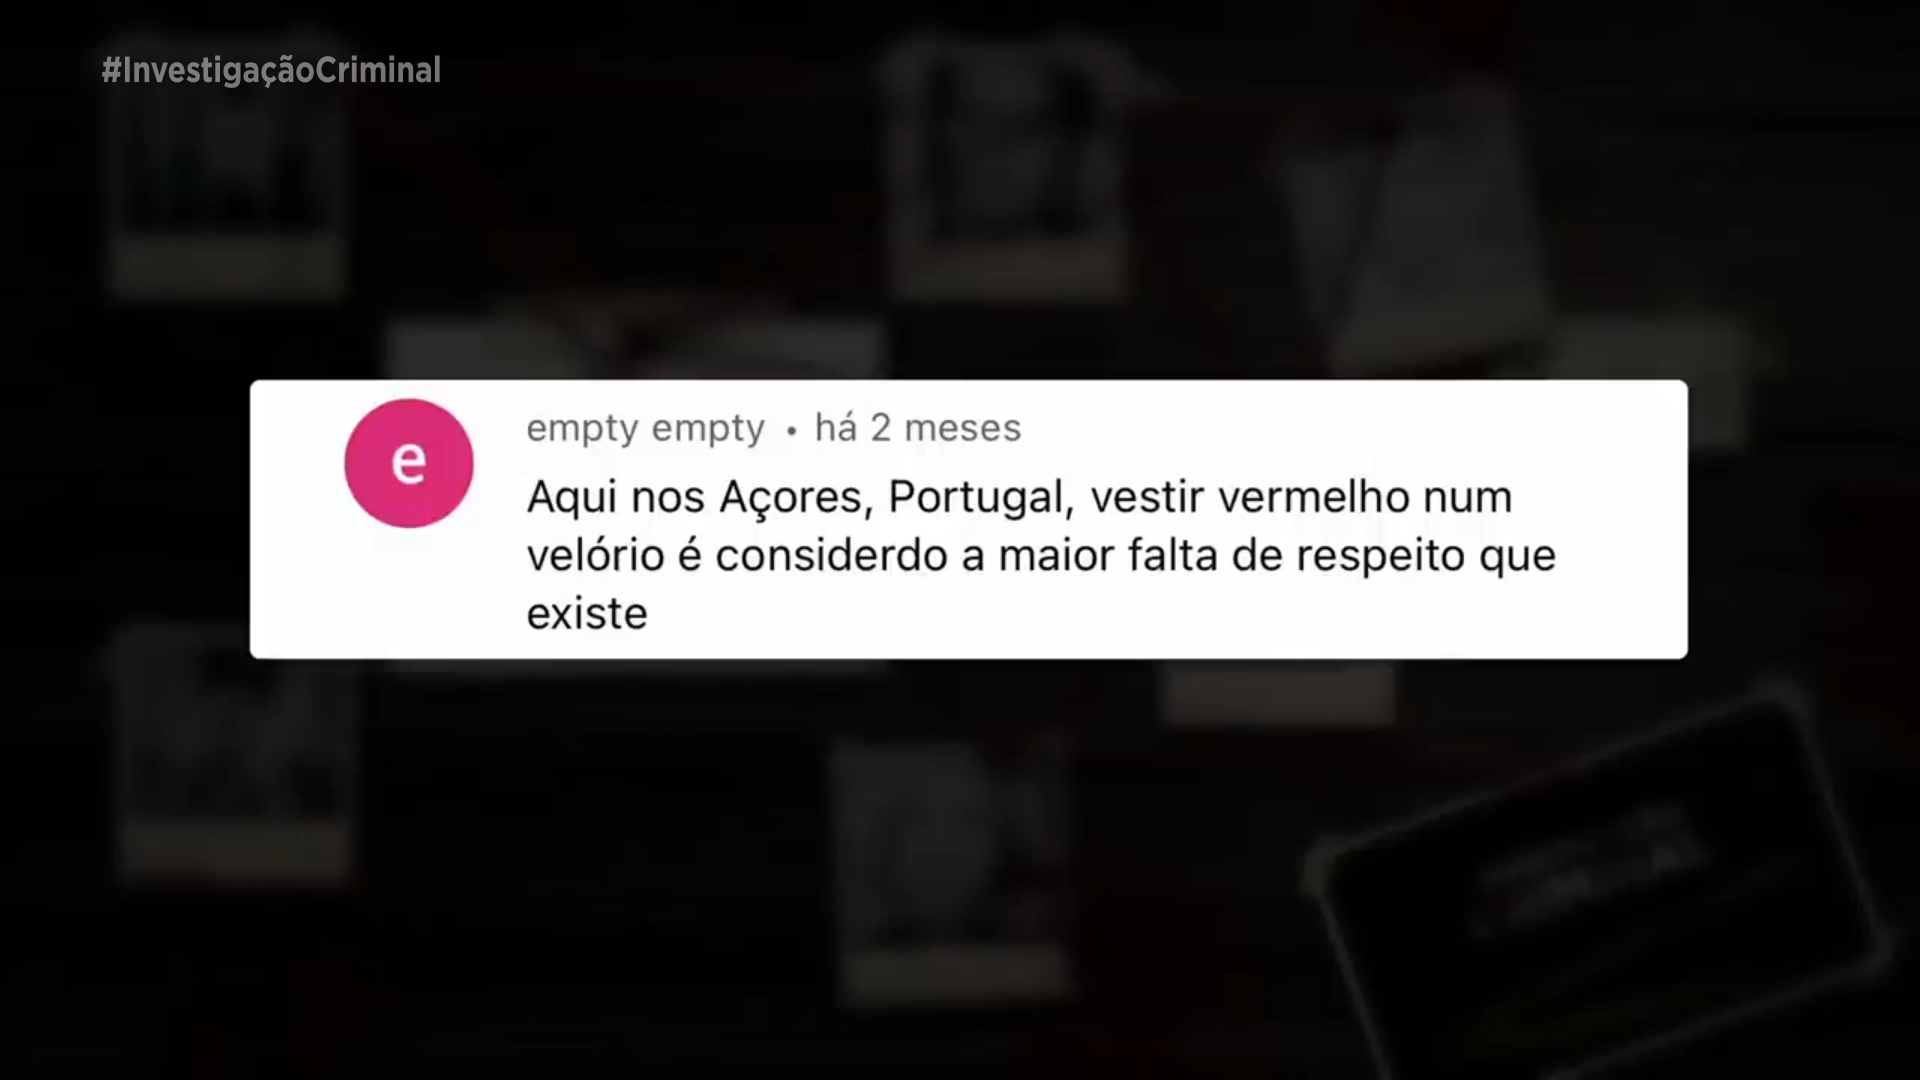 #InvestigaçãoCriminal
e
empty empty • há 2 meses
Aqui nos Açores, Portugal, vestir vermelho num
velório é considerdo a maior falta de respeito que
existe